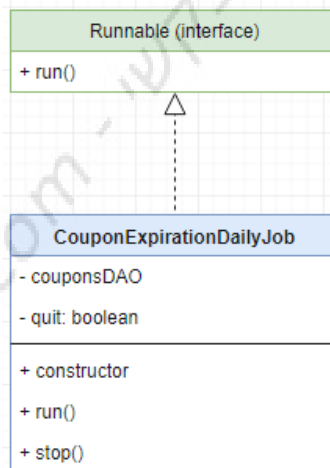 Runnable (interface)
+ run()
CouponExpirationDailyJob
- couponsDAO
- quit: boolean
+ constructor
+ run()
+ stop()